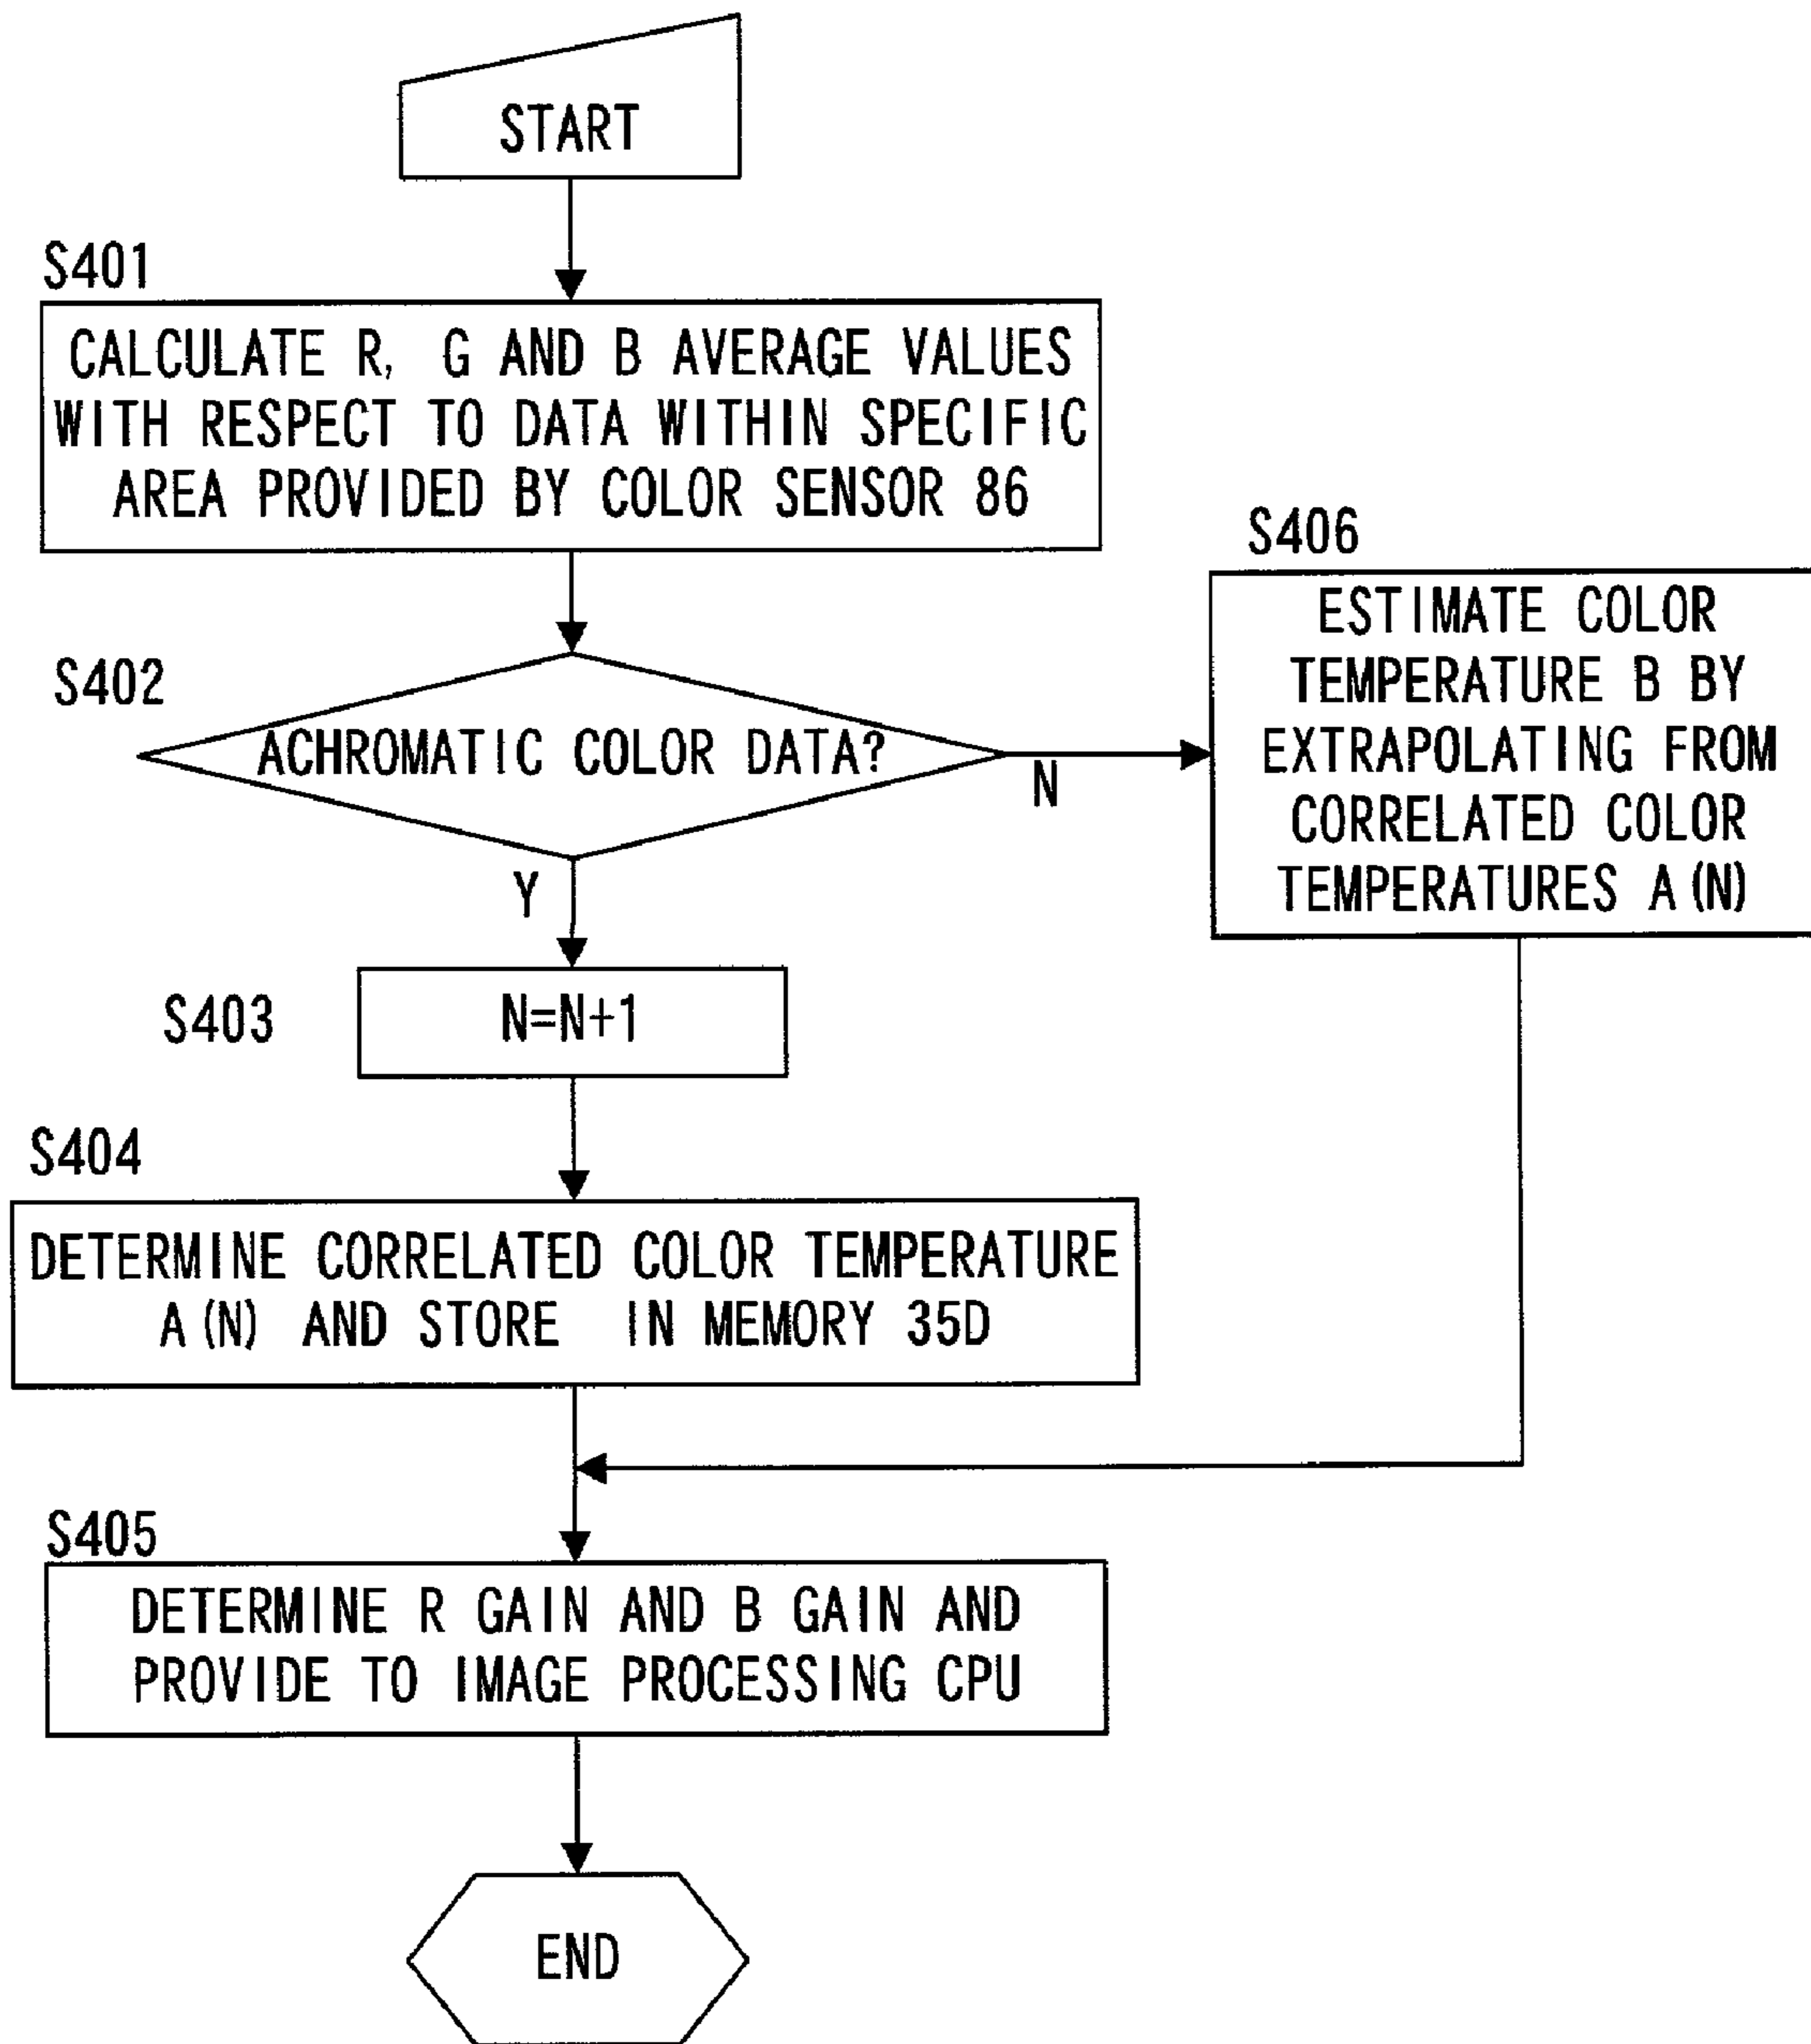 START
S401
CALCULATE R, G AND B AVERAGE VALUES
WITH RESPECT TO DATA WITHIN SPECIFIC
AREA PROVIDED BY COLOR SENSOR 86
S402
ACHROMATIC COLOR DATA?
N
S406
ESTIMATE COLOR
TEMPERATURE B BY
EXTRAPOLATING FROM
CORRELATED COLOR
TEMPERATURES A(N)
Y
S403
N=N+1
S404
DETERMINE CORRELATED COLOR TEMPERATURE
A(N) AND STORE IN MEMORY 35D
S405
DETERMINE R GAIN AND B GAIN AND
PROVIDE TO IMAGE PROCESSING CPU
END